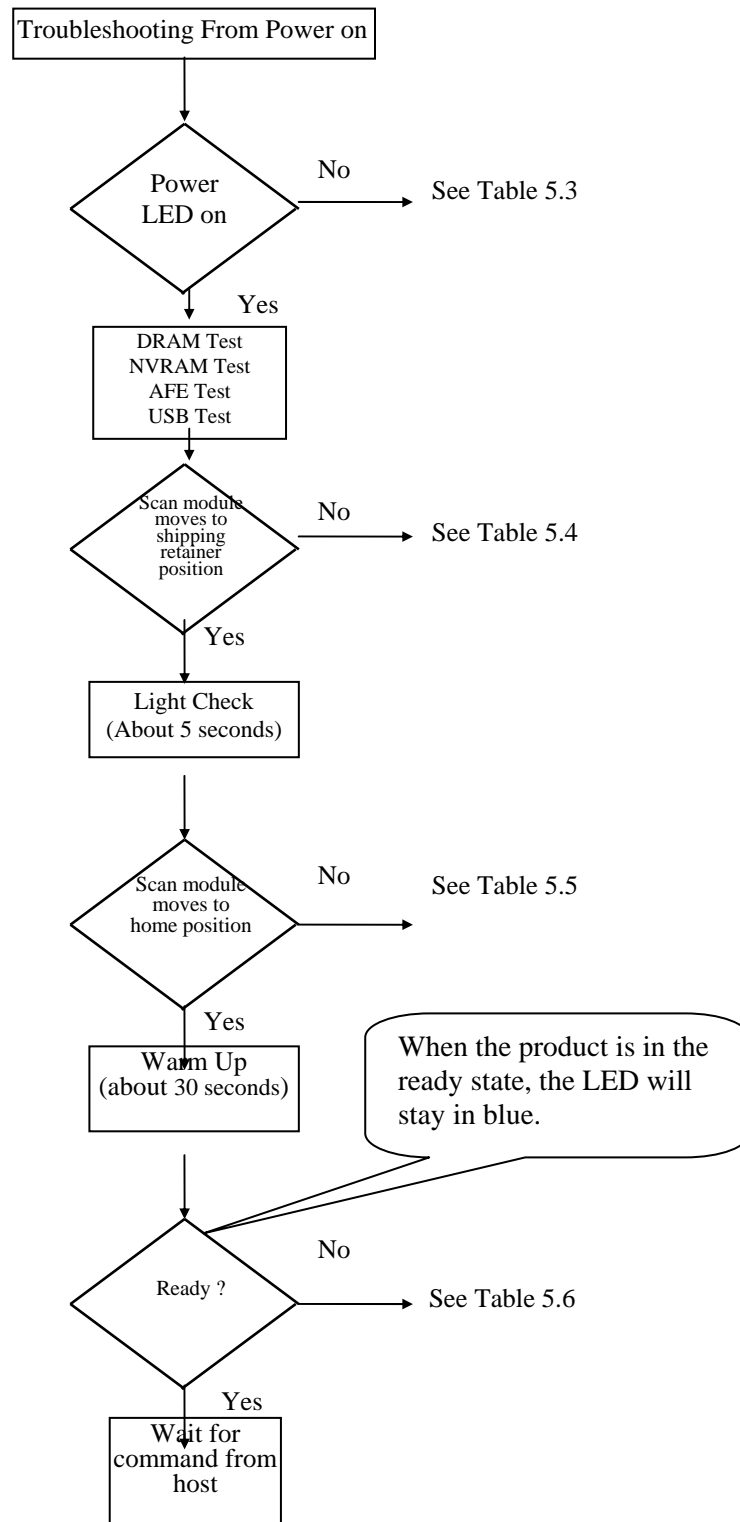 Troubleshooting From Power on
Power
LED on
No
See Table 5.3
Yes
DRAM Test
NVRAM Test
AFE Test
USB Test
Scan module
moves to
shipping
retainer
position
No
See Table 5.4
Yes
Light Check
(About 5 seconds)
Scan module
moves to
home position
No
See Table 5.5
Yes
Warm Up
(about 30 seconds)
When the product is in the
ready state, the LED will
stay in blue.
Ready ?
No
See Table 5.6
Yes
Wait for
command from
host